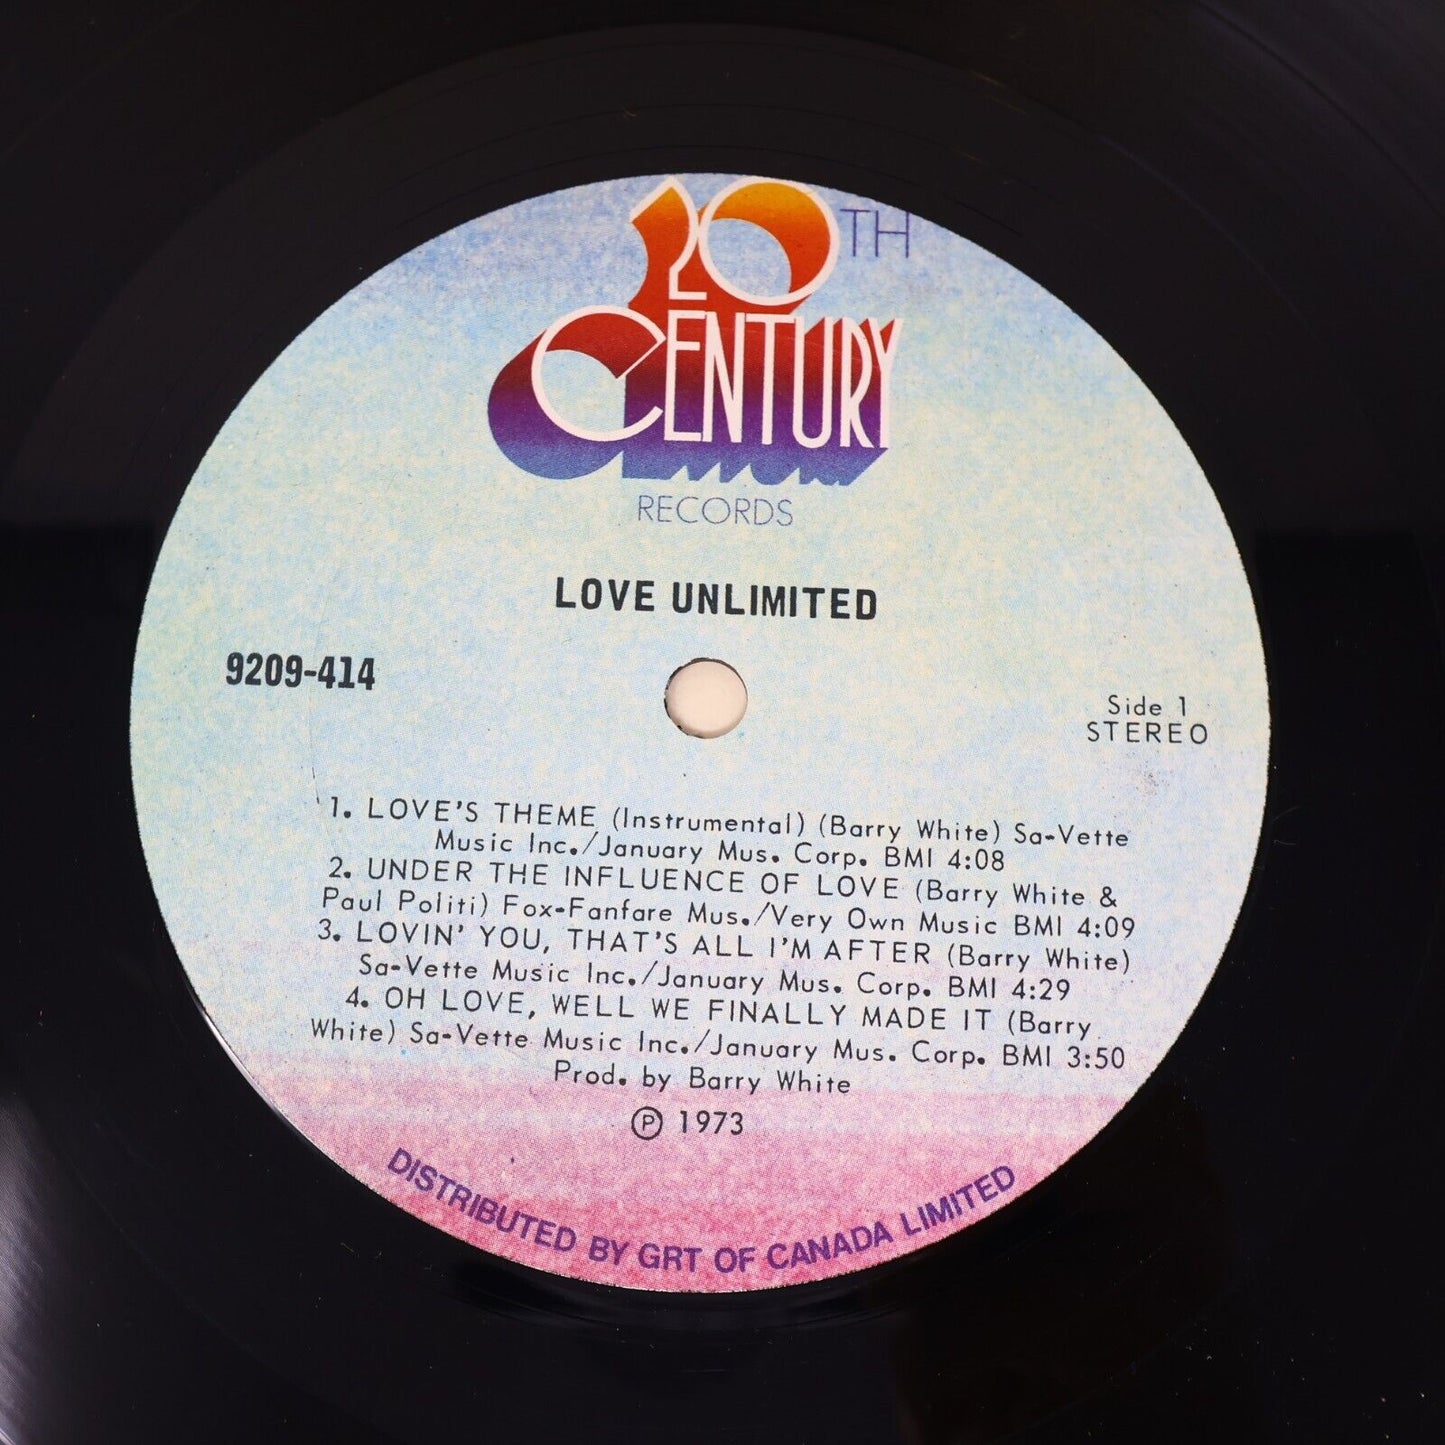 20TH
CENTURY
RECORDS
LOVE UNLIMITED
9209-414
Side 1
STEREO
1. LOVE'S THEME (Instrumental) (Barry White) Sa-Vette
Music Inc./January Mus. Corp. BMI 4:08
2. UNDER THE INFLUENCE OF LOVE (Barry White &
Paul Politi) Fox-Fanfare Mus./Very Own Music BMI 4:09
3. LOVIN' YOU, THAT'S ALL I'M AFTER (Barry White)
Sa-Vette Music Inc./January Mus. Corp. BMI 4:29
4. OH LOVE, WELL WE FINALLY MADE IT (Barry
White) Sa-Vette Music Inc./January Mus. Corp. BMI 3:50
Prod. by Barry White
Ⓟ 1973
DISTRIBUTED BY GRT OF CANADA LIMITED